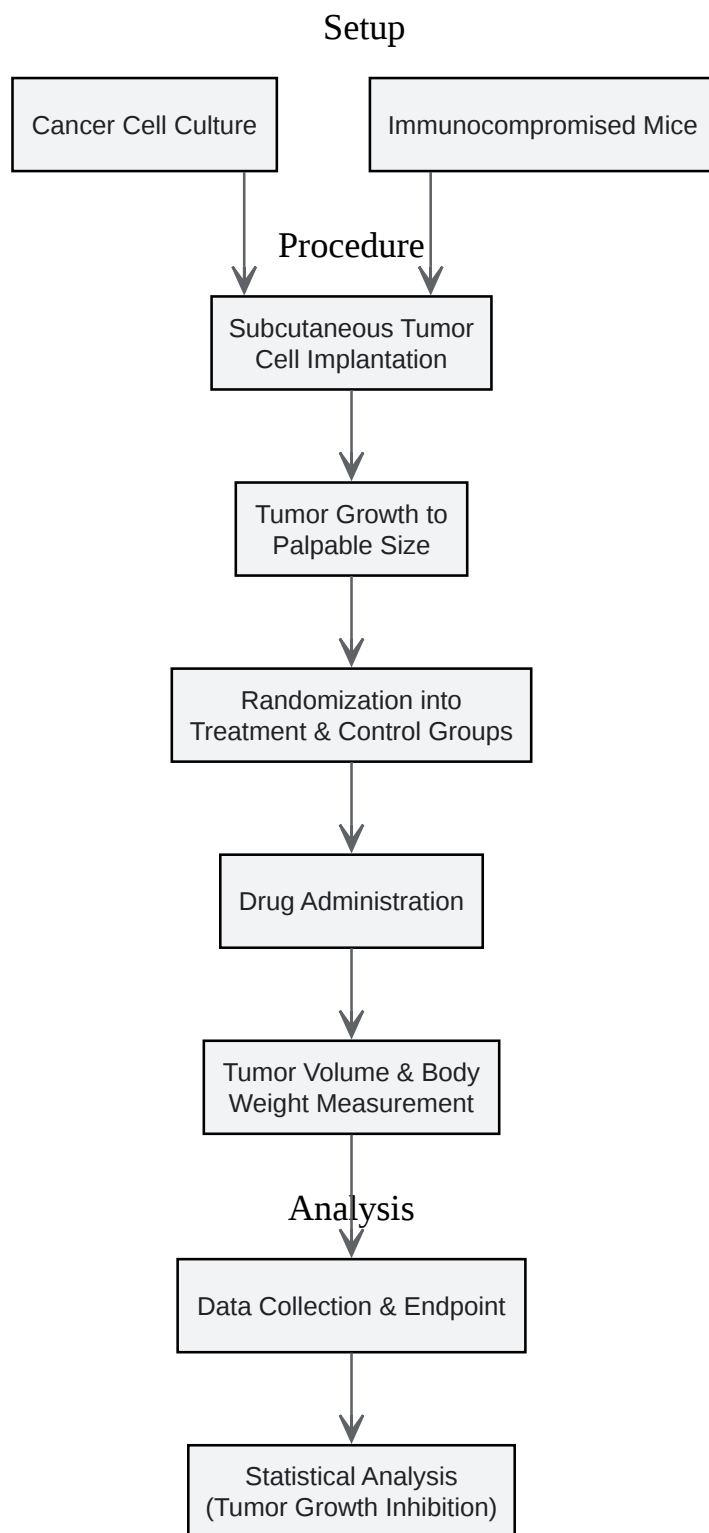 Setup
Cancer Cell Culture
Immunocompromised Mice
Procedure
Subcutaneous Tumor
Cell Implantation
Tumor Growth to
Palpable Size
Randomization into
Treatment & Control Groups
Drug Administration
Tumor Volume & Body
Weight Measurement
Analysis
Data Collection & Endpoint
Statistical Analysis
(Tumor Growth Inhibition)